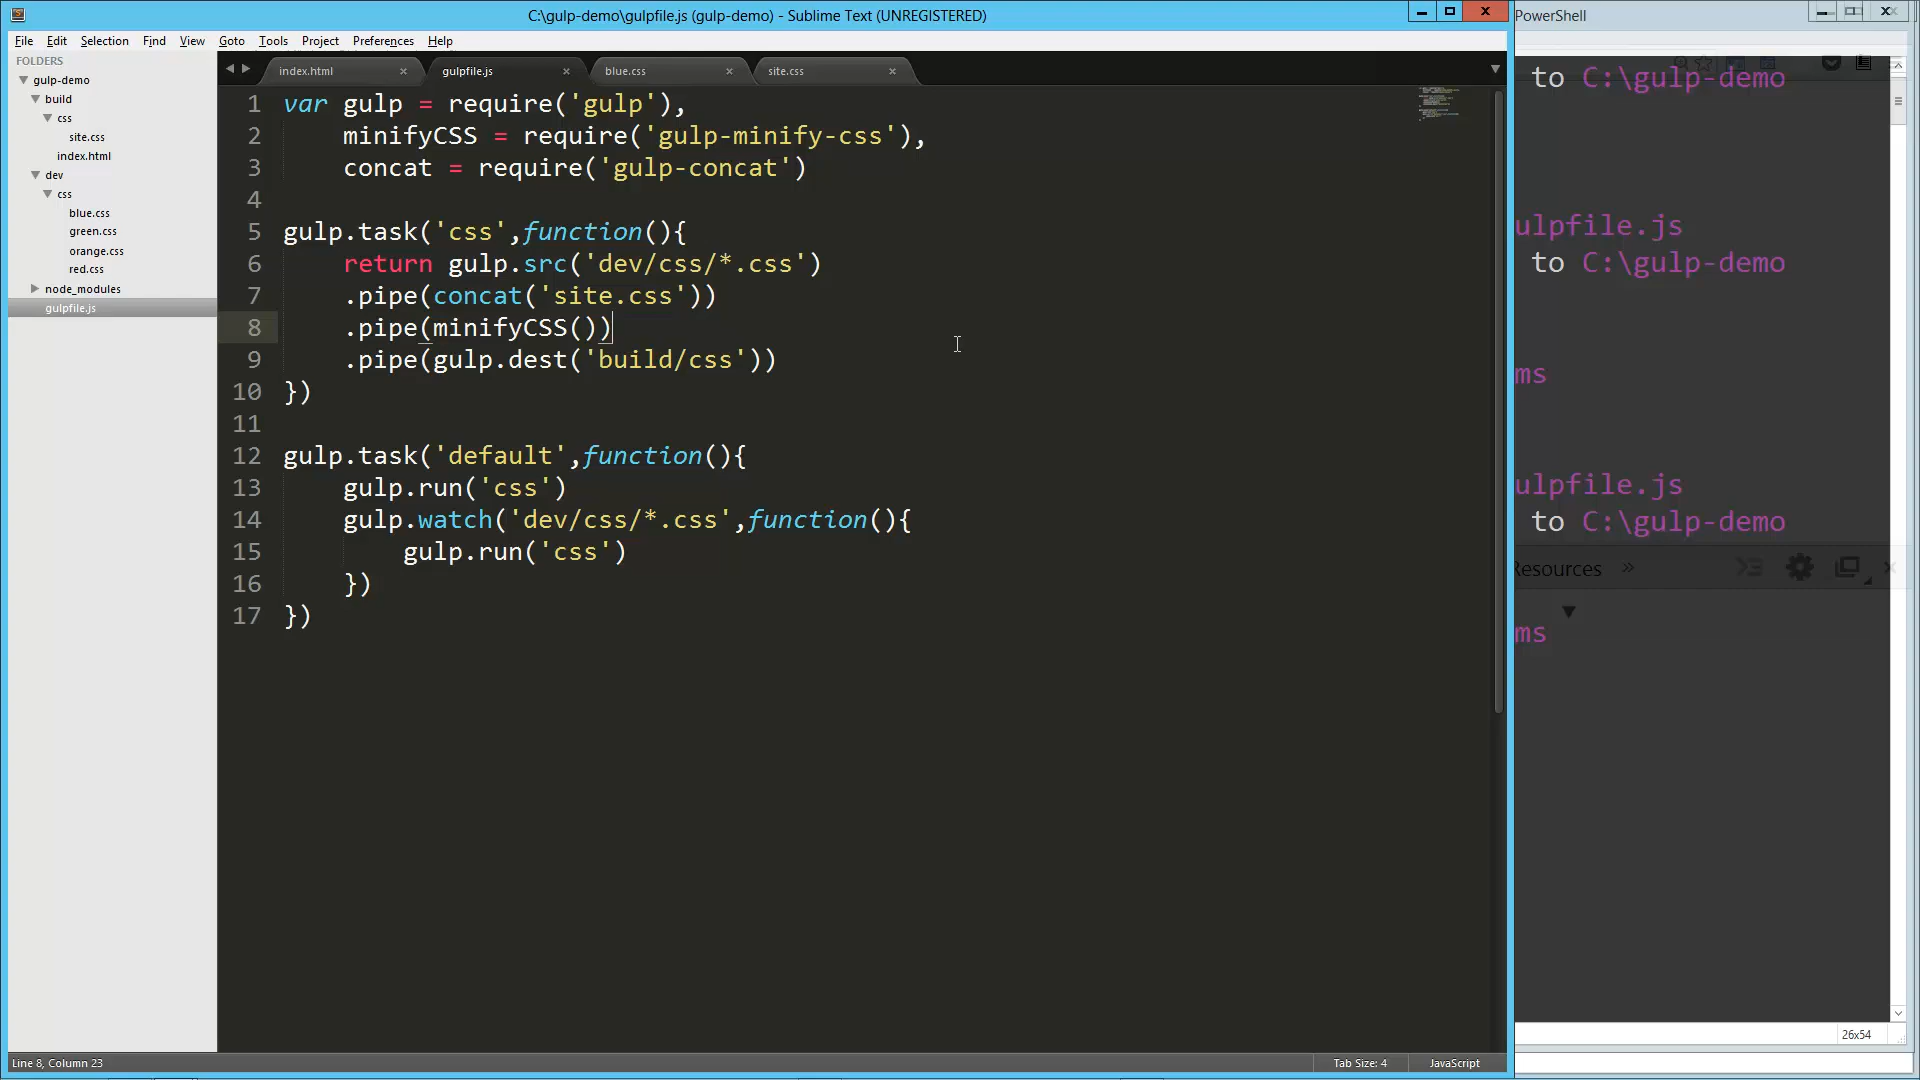 C:\gulp-demo\gulpfile.js (gulp-demo) - Sublime Text (UNREGISTERED)
PowerShell
File Edit Selection Find View Goto Tools Project Preferences Help
FOLDERS
gulp-demo
build
css
site.css
index.html
dev
css
blue.css
green.css
orange.css
red.css
node_modules
gulpfile.js
index.html gulpfile.js blue.css site.css
1 var gulp = require('gulp'),
2 minifyCSS = require('gulp-minify-css'),
3 concat = require('gulp-concat')
4
5 gulp.task('css',function(){
6 return gulp.src('dev/css/*.css')
7 .pipe(concat('site.css'))
8 .pipe(minifyCSS())
9 .pipe(gulp.dest('build/css'))
10 })
11
12 gulp.task('default',function(){
13 gulp.run('css')
14 gulp.watch('dev/css/*.css',function(){
15 gulp.run('css')
16 })
17 })
to C:\gulp-demo
ulpfile.js
to C:\gulp-demo
ms
ulpfile.js
to C:\gulp-demo
Resources »
ms
26x54
Line 8, Column 23
Tab Size: 4
JavaScript